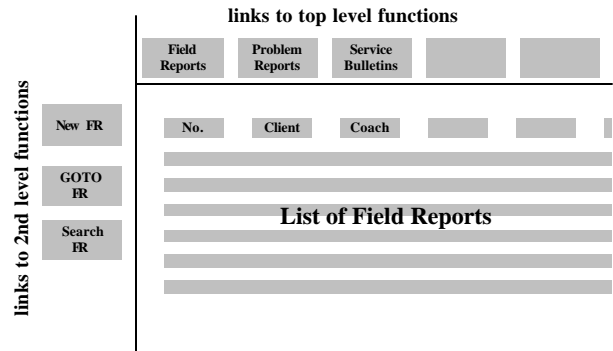 links to top level functions
Field
Reports
Problem
Reports
Service
Bulletins
links to 2nd level functions
New FR
GOTO
FR
Search
FR
No.
Client
Coach
List of Field Reports